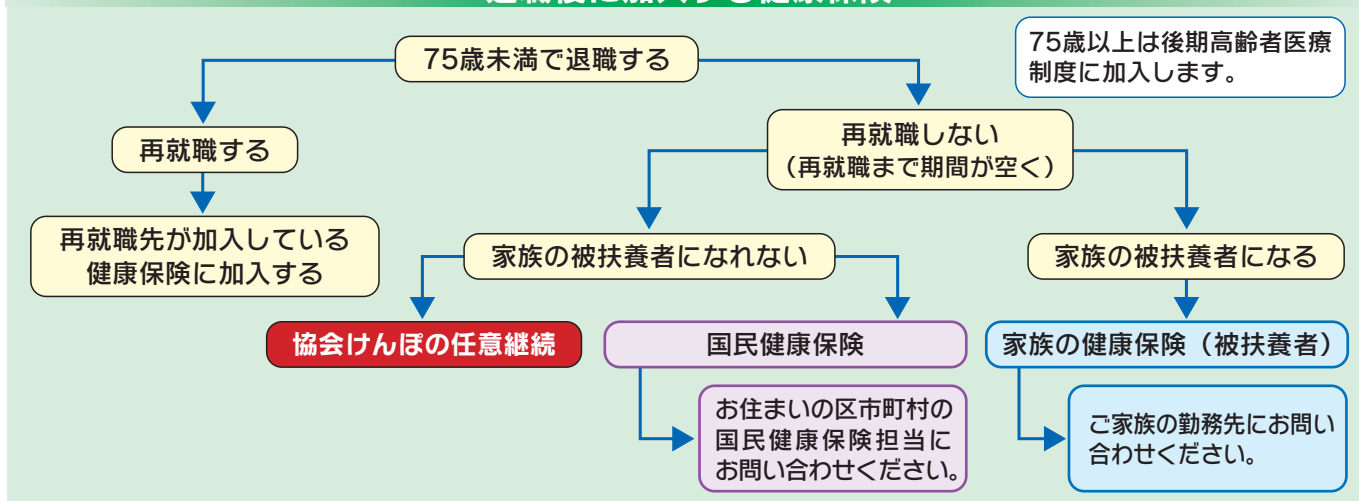 75歳未満で退職する
75歳以上は後期高齢者医療
制度に加入します。
再就職する
再就職しない
（再就職まで期間が空く）
再就職先が加入している
健康保険に加入する
家族の被扶養者になれない
家族の被扶養者になる
協会けんぽの任意継続
国民健康保険
家族の健康保険（被扶養者）
お住まいの区市町村の
国民健康保険担当に
お問い合わせください。
ご家族の勤務先にお問い
合わせください。